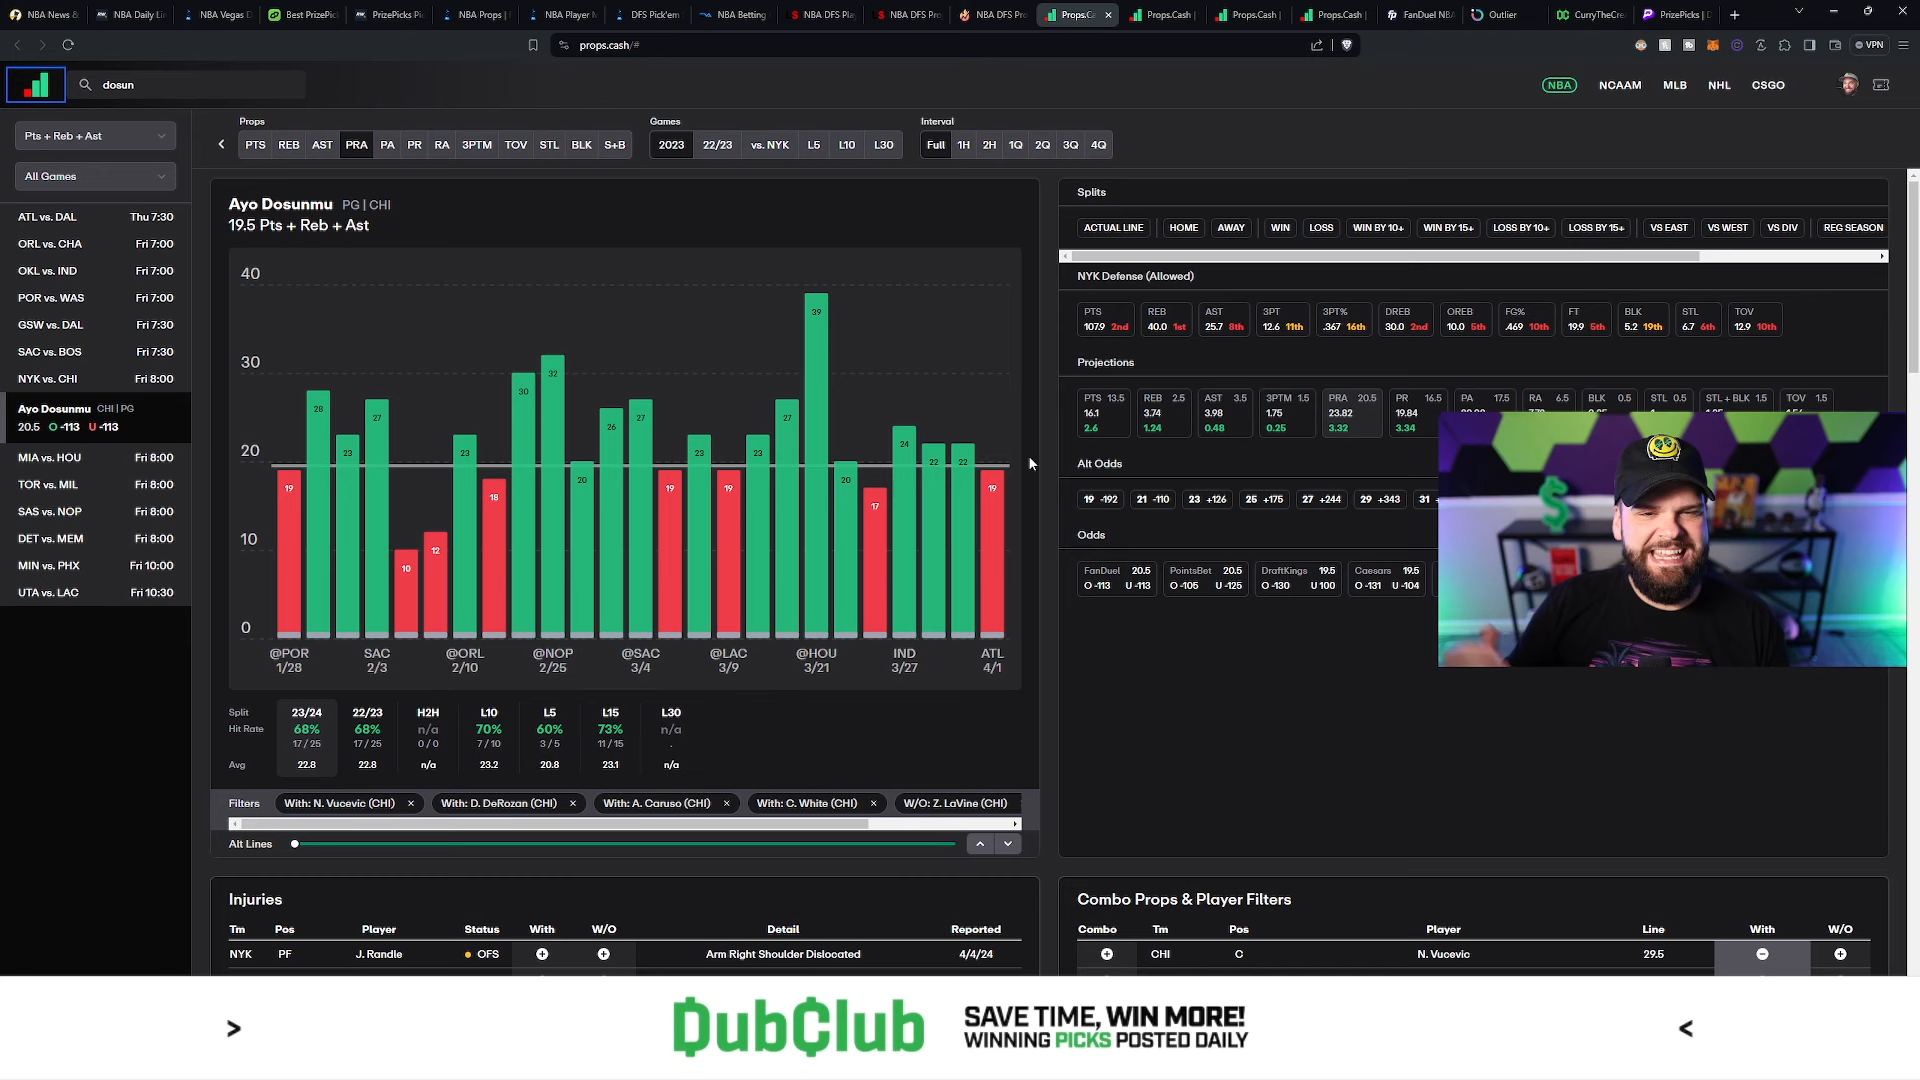 NBA News &
NBA Daily Lin
NBA Vegas D
Best PrizePick
PrizePicks Pic
NBA Props |
NBA Player M
DFS Pick'em
NBA Betting
NBA DFS Pla
NBA DFS Pro
NBA DFS Pro
Props.Ca
Props.Cash |
Props.Cash |
Props.Cash |
FanDuel NBA
Outlier
CurryTheCre
PrizePicks | D
props.cash/#
VPN
dosun
NBA NCAAM MLB NHL CSGO
Pts + Reb + Ast
All Games
ATL vs. DAL Thu 7:30
ORL vs. CHA Fri 7:00
OKL vs. IND Fri 7:00
POR vs. WAS Fri 7:00
GSW vs. DAL Fri 7:30
SAC vs. BOS Fri 7:30
NYK vs. CHI Fri 8:00
Ayo Dosunmu CHI | PG
20.5 O -113 U -113
MIA vs. HOU Fri 8:00
TOR vs. MIL Fri 8:00
SAS vs. NOP Fri 8:00
DET vs. MEM Fri 8:00
MIN vs. PHX Fri 10:00
UTA vs. LAC Fri 10:30
Props Games Interval
PTS REB AST PRA PA PR RA 3PTM TOV STL BLK S+B 2023 22/23 vs. NYK L5 L10 L30 Full 1H 2H 1Q 2Q 3Q 4Q
Ayo Dosunmu PG | CHI
19.5 Pts + Reb + Ast
40
30
20
10
0
19 28 23 27 10 12 23 18 30 32 20 26 27 19 23 19 23 27 39 20 17 24 22 22 19
@POR SAC @ORL @NOP @SAC @LAC @HOU IND ATL
1/28 2/3 2/10 2/25 3/4 3/9 3/21 3/27 4/1
Split 23/24 22/23 H2H L10 L5 L15 L30
Hit Rate 68% 68% n/a 70% 60% 73% n/a
17 / 25 17 / 25 0 / 0 7 / 10 3 / 5 11 / 15 .
Avg 22.8 22.8 n/a 23.2 20.8 23.1 n/a
Filters With: N. Vucevic (CHI) × With: D. DeRozan (CHI) × With: A. Caruso (CHI) × With: C. White (CHI) × W/O: Z. LaVine (CHI)
Alt Lines
Injuries
Tm Pos Player Status With W/O Detail Reported
NYK PF J. Randle OFS Arm Right Shoulder Dislocated 4/4/24
Splits
ACTUAL LINE HOME AWAY WIN LOSS WIN BY 10+ WIN BY 15+ LOSS BY 10+ LOSS BY 15+ VS EAST VS WEST VS DIV REG SEASON
NYK Defense (Allowed)
PTS REB AST 3PT 3PT% DREB OREB FG% FT BLK STL TOV
107.9 2nd 40.0 1st 25.7 8th 12.6 11th .367 16th 30.0 2nd 10.0 5th .469 10th 19.9 5th 5.2 19th 6.7 6th 12.9 10th
Projections
PTS 13.5 REB 2.5 AST 3.5 3PTM 1.5 PRA 20.5 PR 16.5 PA 17.5 RA 6.5 BLK 0.5 STL 0.5 STL + BLK 1.5 TOV 1.5
16.1 3.74 3.98 1.75 23.82 19.84
2.6 1.24 0.48 0.25 3.32 3.34
Alt Odds
19 -192 21 -110 23 +126 25 +175 27 +244 29 +343 31
Odds
FanDuel 20.5 PointsBet 20.5 DraftKings 19.5 Caesars 19.5
O -113 U -113 O -105 U -125 O -130 U 100 O -131 U -104
Combo Props & Player Filters
Combo Tm Pos Player Line With W/O
CHI C N. Vucevic 29.5
> DubClub SAVE TIME, WIN MORE! <
WINNING PICKS POSTED DAILY